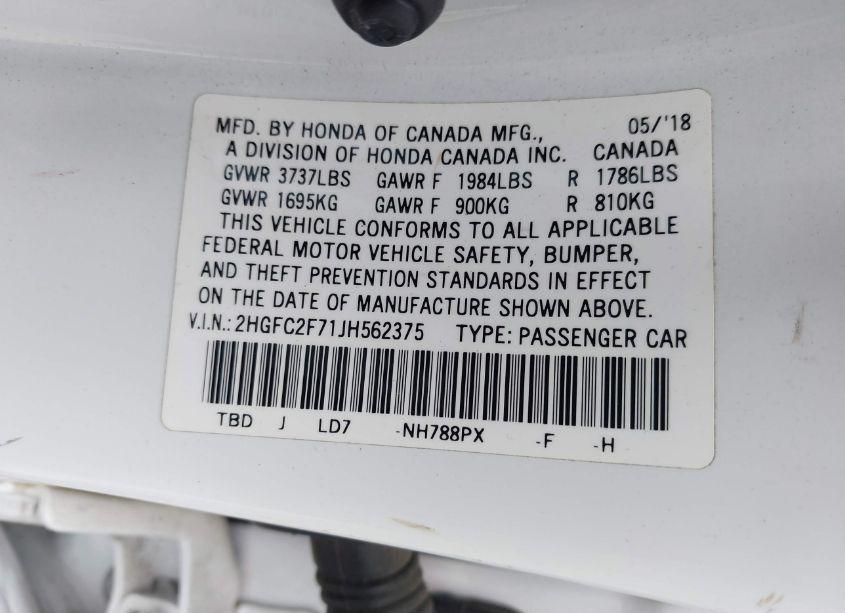 MFD. BY HONDA OF CANADA MFG., 05/'18
A DIVISION OF HONDA CANADA INC. CANADA
GVWR 3737LBS GAWR F 1984LBS R 1786LBS
GVWR 1695KG GAWR F 900KG R 810KG
THIS VEHICLE CONFORMS TO ALL APPLICABLE
FEDERAL MOTOR VEHICLE SAFETY, BUMPER,
AND THEFT PREVENTION STANDARDS IN EFFECT
ON THE DATE OF MANUFACTURE SHOWN ABOVE.
V.I.N.: 2HGFC2F71JH562375 TYPE: PASSENGER CAR
TBD J LD7 -NH788PX -F -H